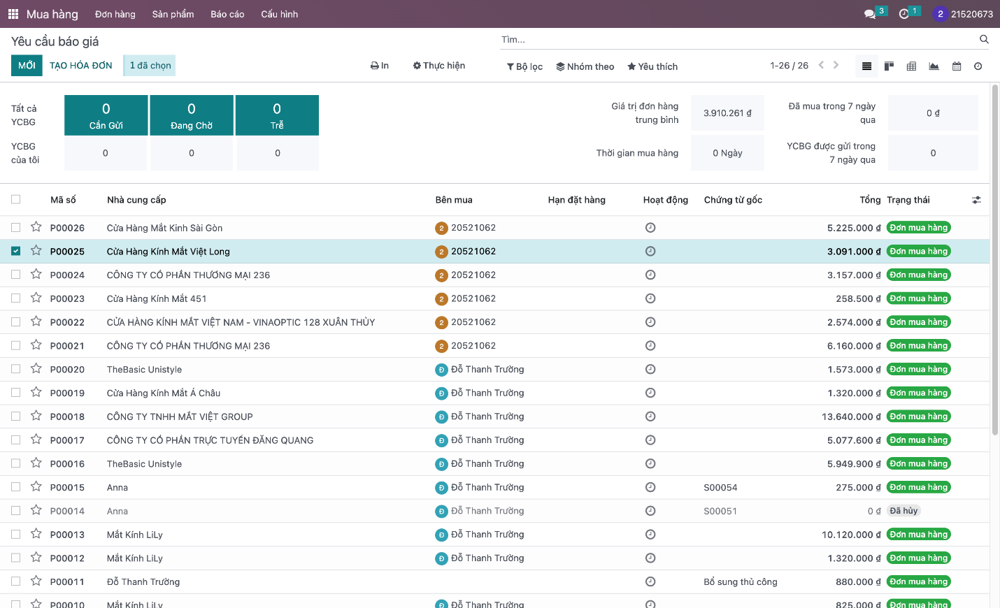 Mua hàng Đơn hàng Sản phẩm Báo cáo Cấu hình 3 1 2 21520673
Yêu cầu báo giá Tìm...
MỚI TẠO HÓA ĐƠN 1 đã chọn In Thực hiện Bộ lọc Nhóm theo Yêu thích 1-26 / 26
Tất cả YCBG 0 Cần Gửi 0 Đang Chờ 0 Trễ Giá trị đơn hàng trung bình 3.910.261 ₫ Đã mua trong 7 ngày qua 0 ₫
YCBG của tôi 0 0 0 Thời gian mua hàng 0 Ngày YCBG được gửi trong 7 ngày qua 0
Mã số Nhà cung cấp Bên mua Hạn đặt hàng Hoạt động Chứng từ gốc Tổng Trạng thái
P00026 Cửa Hàng Mắt Kinh Sài Gòn 2 20521062 5.225.000 ₫ Đơn mua hàng
P00025 Cửa Hàng Kính Mắt Việt Long 2 20521062 3.091.000 ₫ Đơn mua hàng
P00024 CÔNG TY CỔ PHẦN THƯƠNG MẠI 236 2 20521062 3.157.000 ₫ Đơn mua hàng
P00023 Cửa Hàng Kính Mắt 451 2 20521062 258.500 ₫ Đơn mua hàng
P00022 CỬA HÀNG KÍNH MẮT VIỆT NAM - VINAOPTIC 128 XUÂN THỦY 2 20521062 2.574.000 ₫ Đơn mua hàng
P00021 CÔNG TY CỔ PHẦN THƯƠNG MẠI 236 2 20521062 6.160.000 ₫ Đơn mua hàng
P00020 TheBasic Unistyle Đ Đỗ Thanh Trường 1.573.000 ₫ Đơn mua hàng
P00019 Cửa Hàng Kính Mắt Á Châu Đ Đỗ Thanh Trường 1.320.000 ₫ Đơn mua hàng
P00018 CÔNG TY TNHH MẮT VIỆT GROUP Đ Đỗ Thanh Trường 13.640.000 ₫ Đơn mua hàng
P00017 CÔNG TY CỔ PHẦN TRỰC TUYẾN ĐĂNG QUANG Đ Đỗ Thanh Trường 5.077.600 ₫ Đơn mua hàng
P00016 TheBasic Unistyle Đ Đỗ Thanh Trường 5.949.900 ₫ Đơn mua hàng
P00015 Anna Đ Đỗ Thanh Trường S00054 275.000 ₫ Đơn mua hàng
P00014 Anna Đ Đỗ Thanh Trường S00051 0 ₫ Đã hủy
P00013 Mắt Kính LiLy Đ Đỗ Thanh Trường 10.120.000 ₫ Đơn mua hàng
P00012 Mắt Kính LiLy Đ Đỗ Thanh Trường 1.320.000 ₫ Đơn mua hàng
P00011 Đỗ Thanh Trường Bổ sung thủ công 880.000 ₫ Đơn mua hàng
P00010 Mắt Kính LiLy Đ Đỗ Thanh Trường 825.000 ₫ Đơn mua hàng